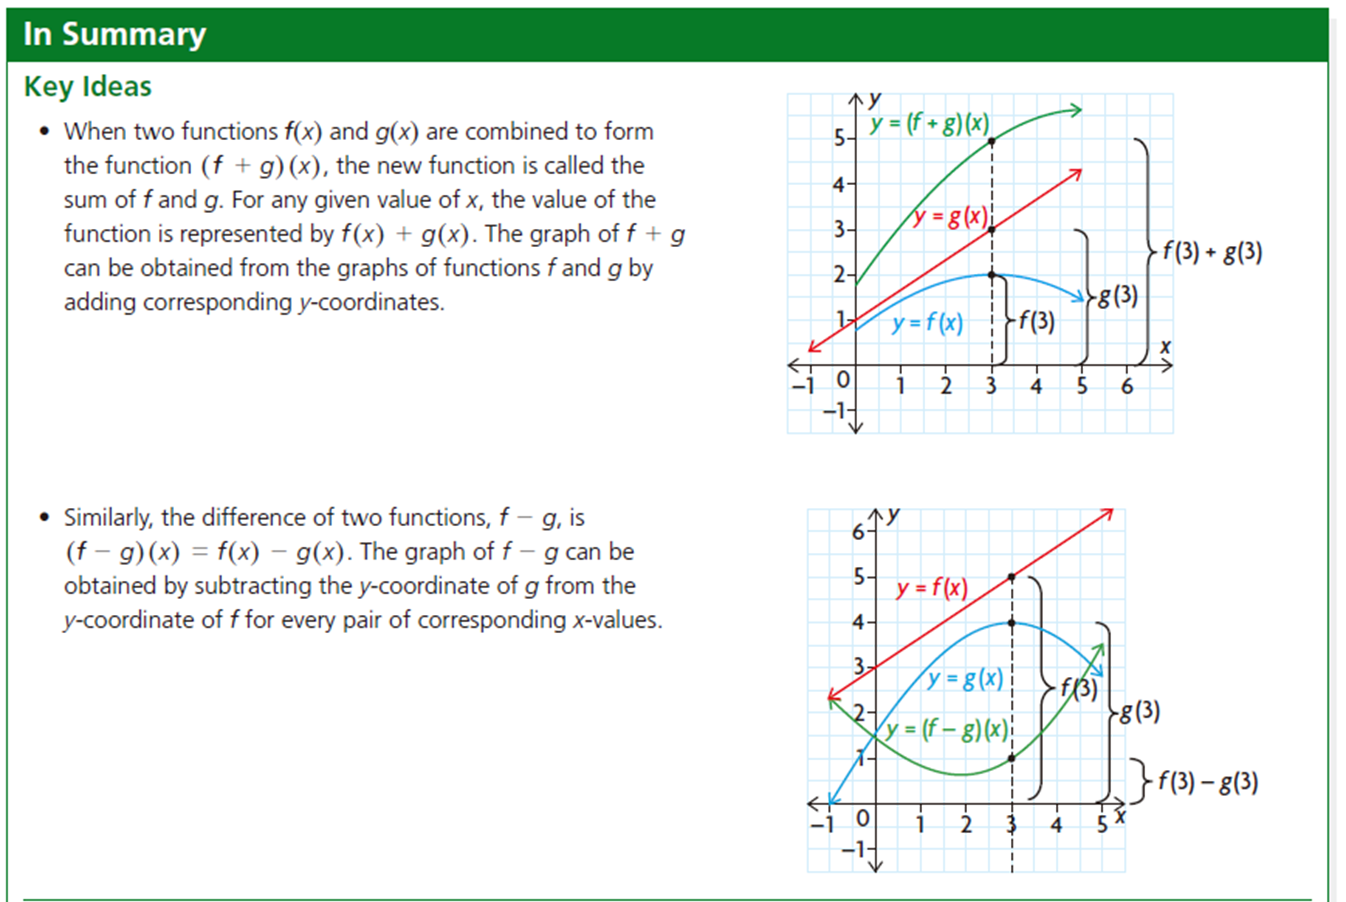 In Summary
Key Ideas
• When two functions f(x) and g(x) are combined to form
the function (f + g)(x), the new function is called the
sum of f and g. For any given value of x, the value of the
function is represented by f(x) + g(x). The graph of f + g
can be obtained from the graphs of functions f and g by
adding corresponding y-coordinates.
y
y = (f + g)(x)
5
4
y = g(x)
3
f(3) + g(3)
2
g(3)
1
y = f(x)
f(3)
x
−1 0 1 2 3 4 5 6
−1
• Similarly, the difference of two functions, f − g, is
(f − g)(x) = f(x) − g(x). The graph of f − g can be
obtained by subtracting the y-coordinate of g from the
y-coordinate of f for every pair of corresponding x-values.
y
6
5
y = f(x)
4
3
y = g(x)
f(3)
2
g(3)
y = (f − g)(x)
1
f(3) − g(3)
−1 0 1 2 3 4 5 x
−1